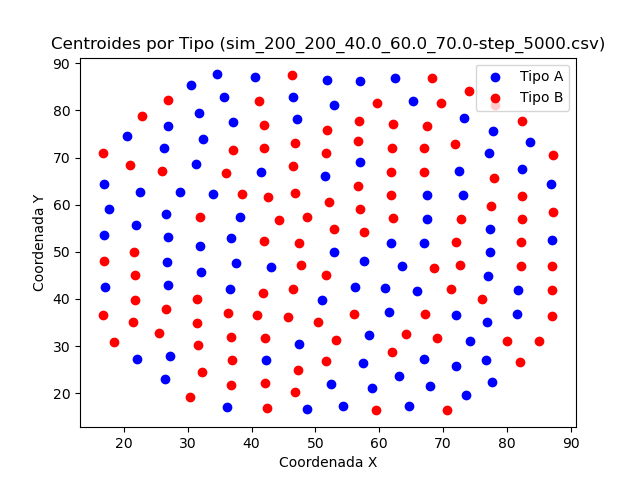 Centroides por Tipo (sim_200_200_40.0_60.0_70.0-step_5000.csv)
Tipo A
Tipo B
90
80
70
60
50
40
30
20
Coordenada Y
20 30 40 50 60 70 80 90
Coordenada X